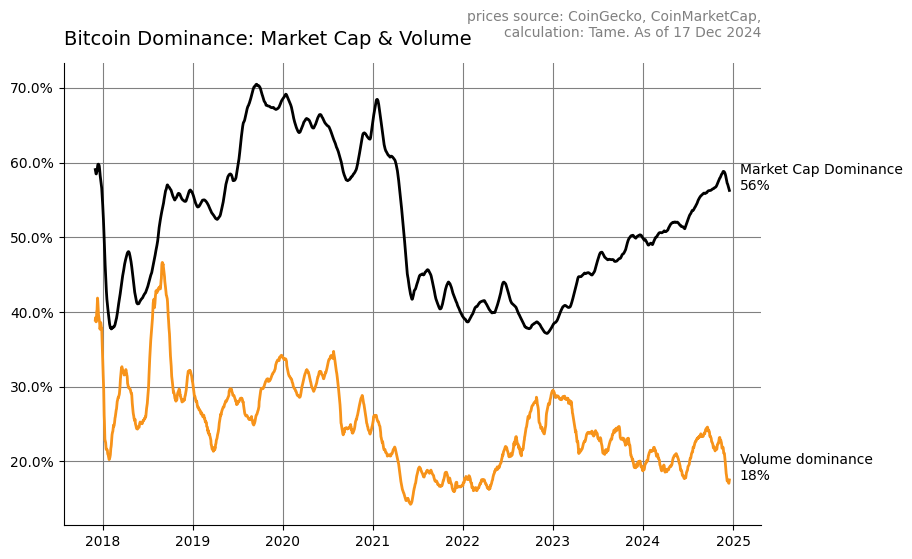 prices source: CoinGecko, CoinMarketCap,
calculation: Tame. As of 17 Dec 2024
Bitcoin Dominance: Market Cap & Volume
70.0%
60.0%
50.0%
40.0%
30.0%
20.0%
Market Cap Dominance
56%
Volume dominance
18%
2018 2019 2020 2021 2022 2023 2024 2025